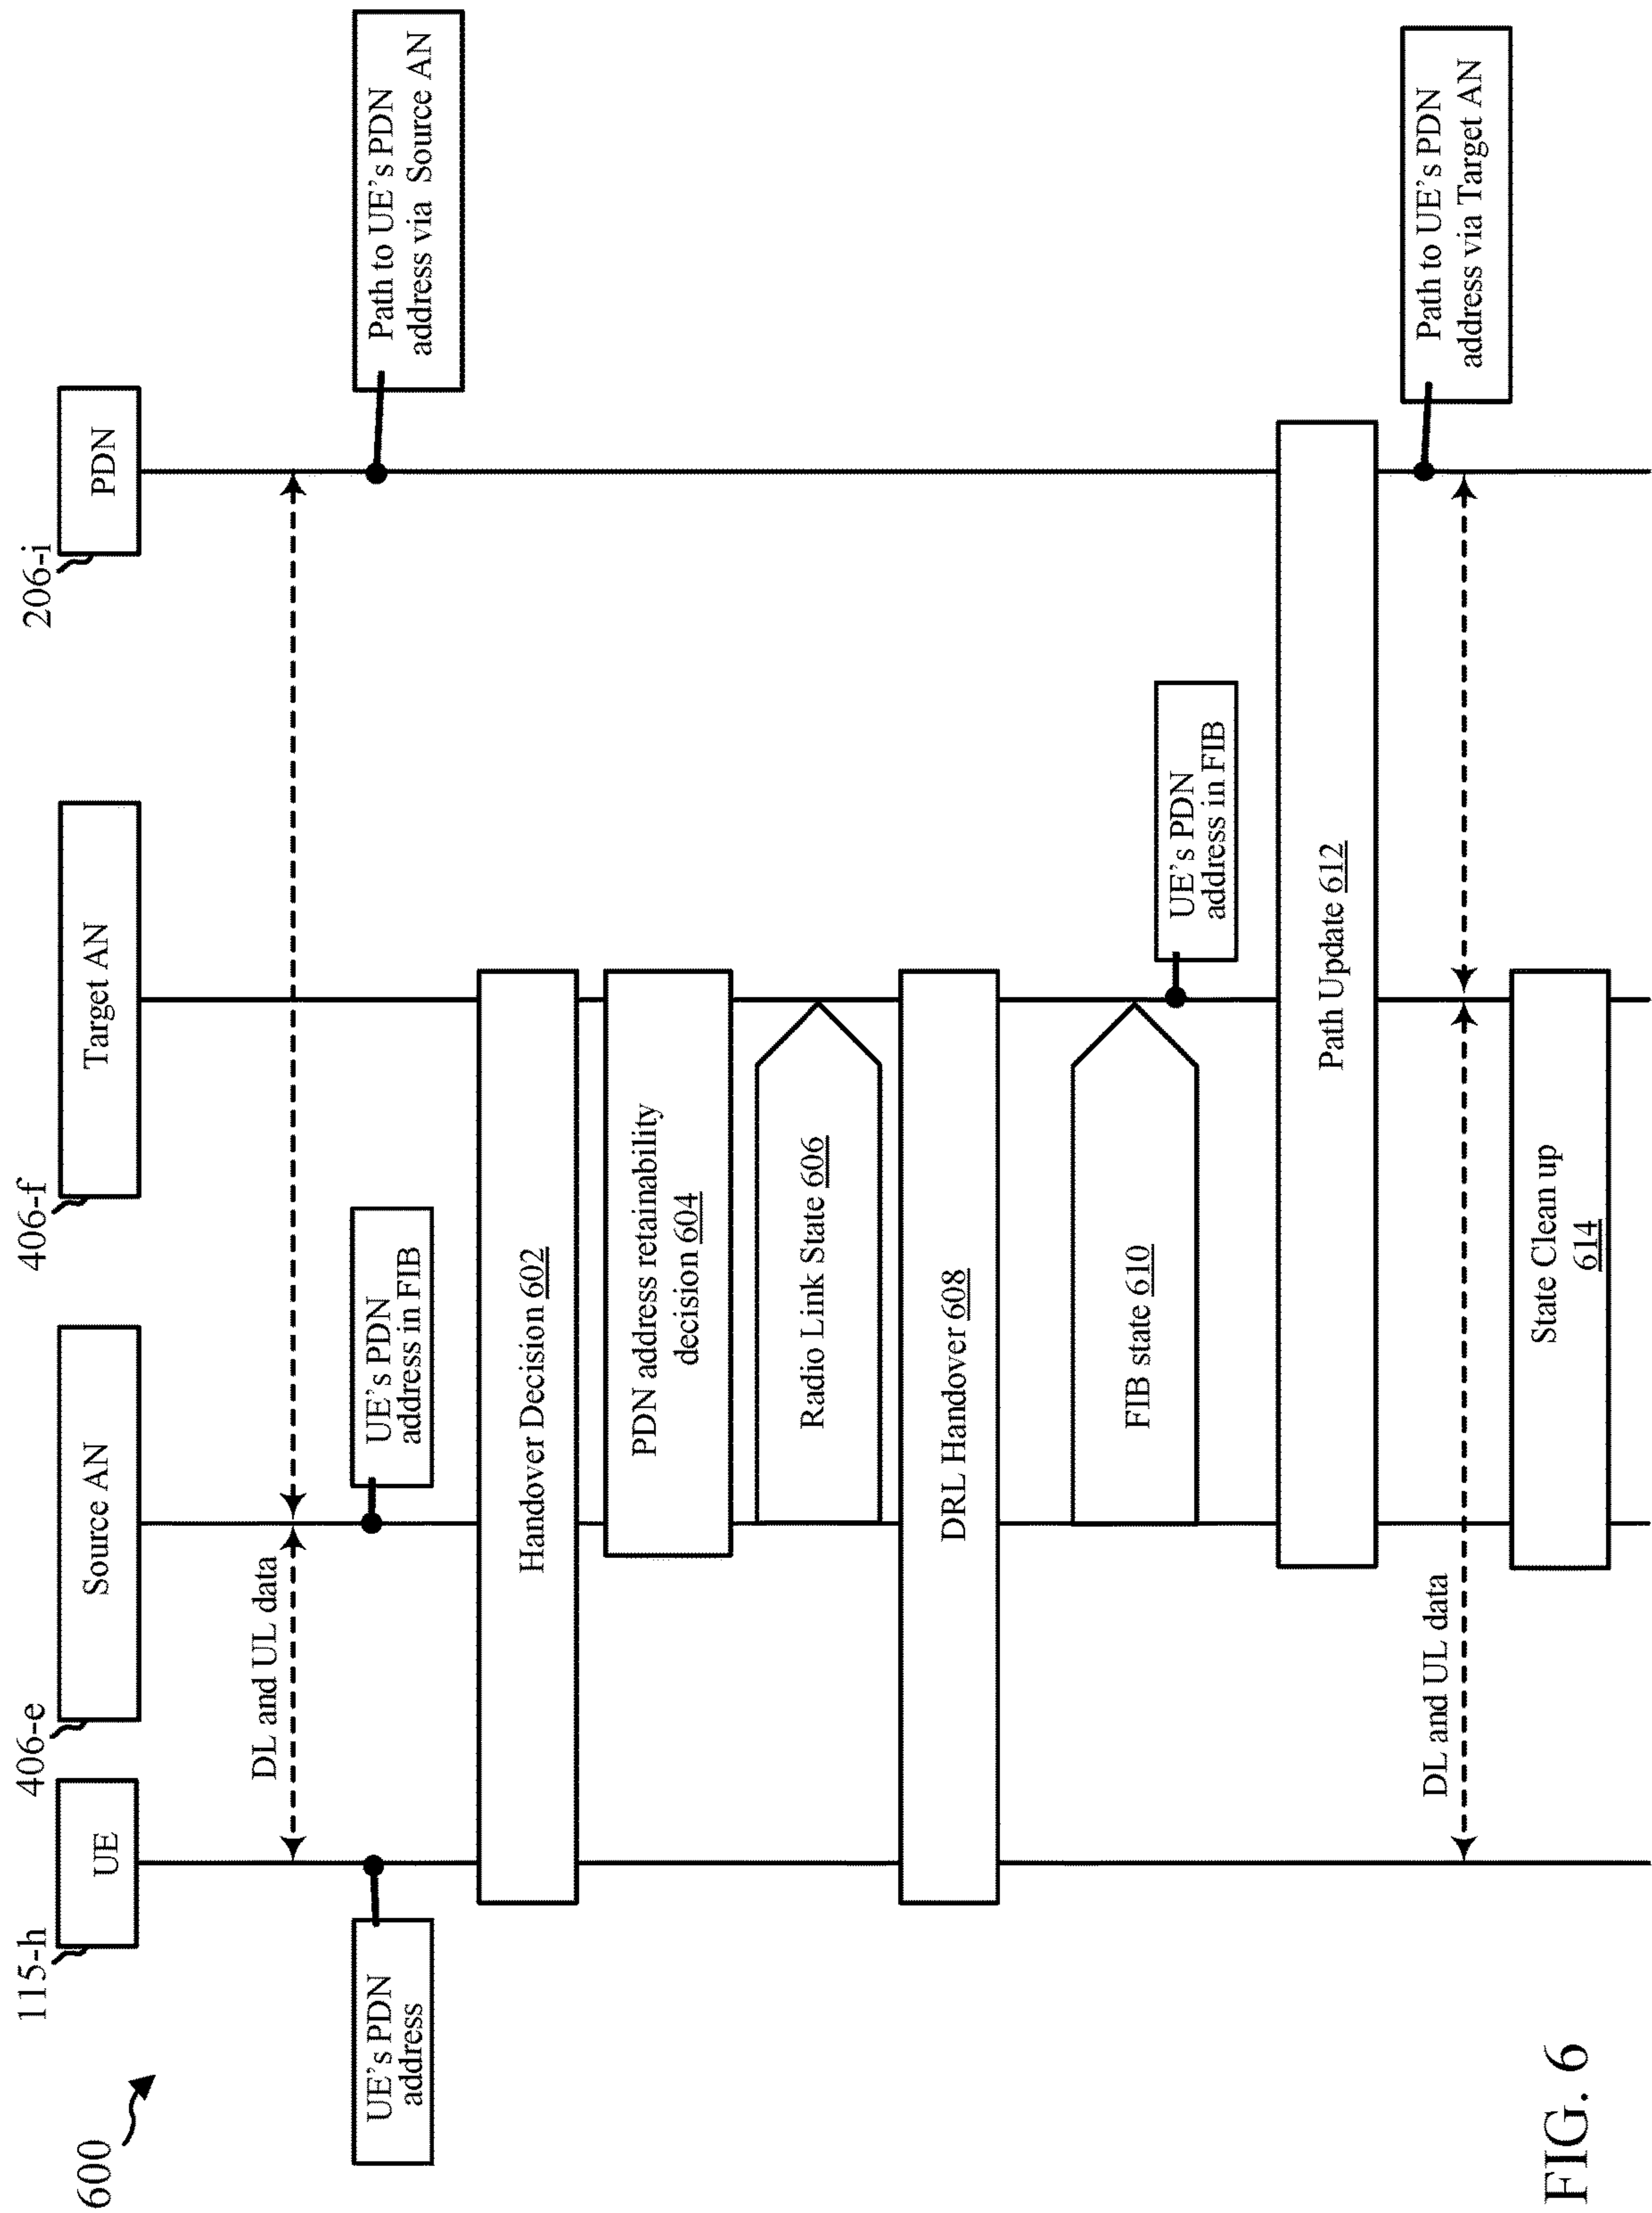 600
115-h
UE
406-e
Source AN
406-f
Target AN
206-i
PDN
DL and UL data
UE's PDN
address
UE's PDN
address in FIB
Path to UE's PDN
address via Source AN
Handover Decision 602
PDN address retainability
decision 604
Radio Link State 606
DRL Handover 608
FIB state 610
UE's PDN
address in FIB
Path Update 612
Path to UE's PDN
address via Target AN
DL and UL data
State Clean up
614
FIG. 6